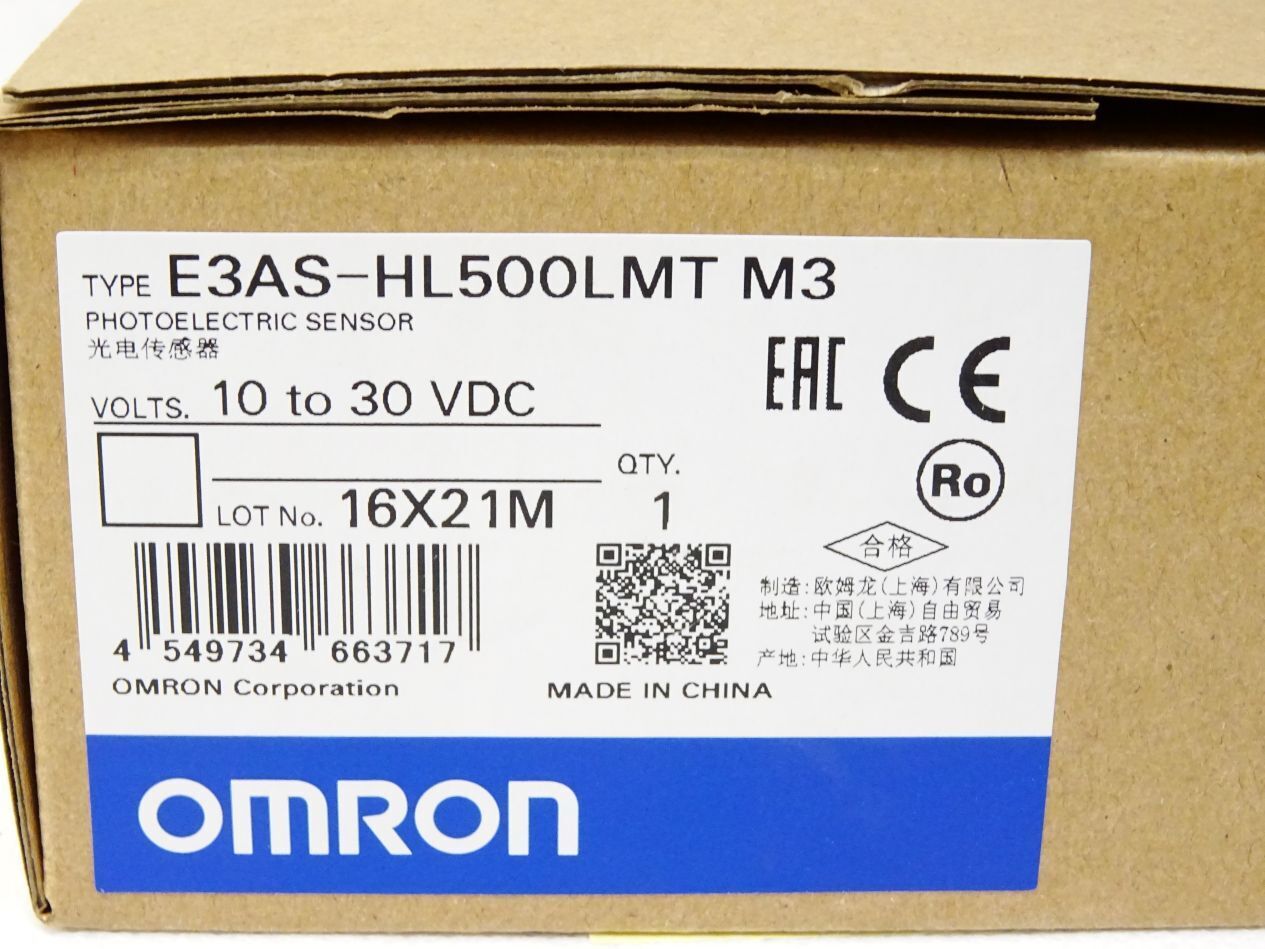 TYPE E3AS-HL500LMT M3
PHOTOELECTRIC SENSOR
光电传感器
VOLTS. 10 to 30 VDC
EAC CE
QTY.
1
LOT No. 16X21M
Ro
合格
制造:欧姆龙(上海)有限公司
地址:中国(上海)自由贸易
试验区金吉路789号
产地:中华人民共和国
4 549734 663717
OMRON Corporation
MADE IN CHINA
OMRON